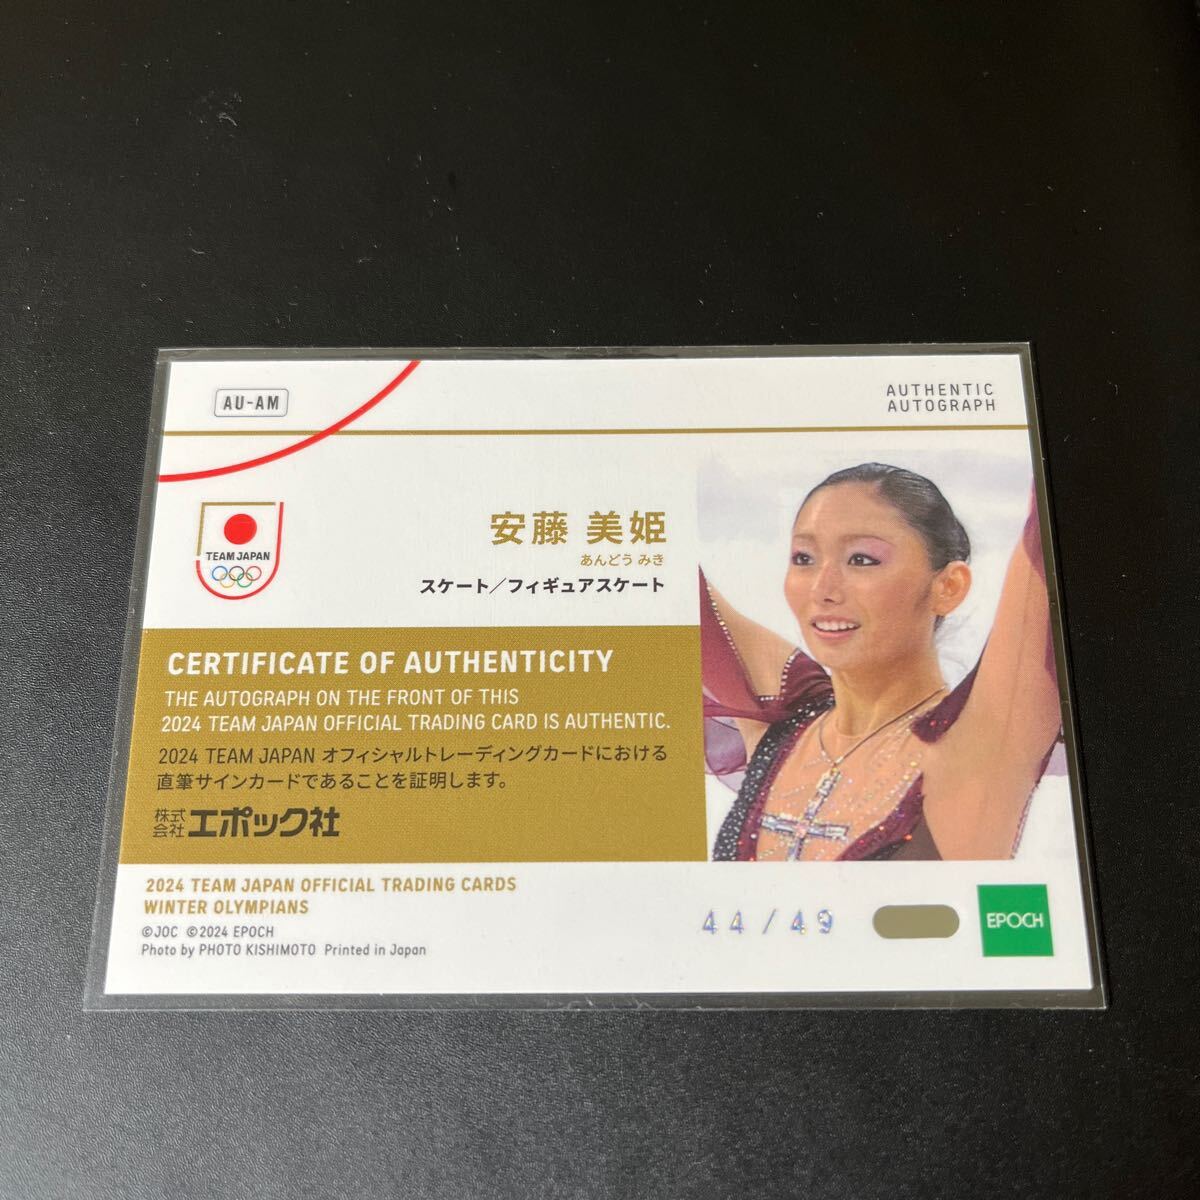 AU-AM
AUTHENTIC
AUTOGRAPH
TEAM JAPAN
安藤 美姫
あんどう みき
スケート／フィギュアスケート
CERTIFICATE OF AUTHENTICITY
THE AUTOGRAPH ON THE FRONT OF THIS
2024 TEAM JAPAN OFFICIAL TRADING CARD IS AUTHENTIC.
2024 TEAM JAPAN オフィシャルトレーディングカードにおける
直筆サインカードであることを証明します。
株式会社エポック社
2024 TEAM JAPAN OFFICIAL TRADING CARDS
WINTER OLYMPIANS
©JOC ©2024 EPOCH
Photo by PHOTO KISHIMOTO Printed in Japan
44/49
EPOCH